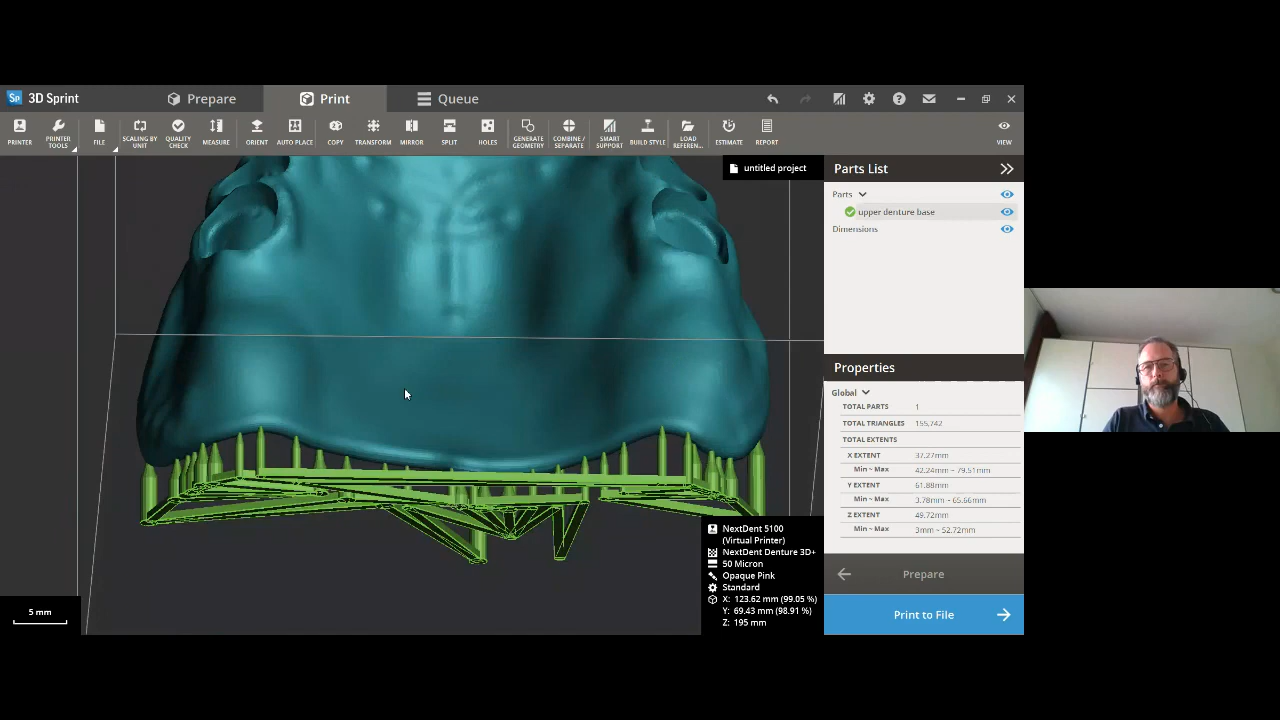 Sp 3D Sprint
Prepare
Print
Queue
PRINTER
PRINTER TOOLS
FILE
SCALING BY UNIT
QUALITY CHECK
MEASURE
ORIENT
AUTO PLACE
COPY
TRANSFORM
MIRROR
SPLIT
HOLES
GENERATE GEOMETRY
COMBINE / SEPARATE
SMART SUPPORT
BUILD STYLE
LOAD REFEREN...
ESTIMATE
REPORT
VIEW
untitled project
Parts List
Parts
upper denture base
Dimensions
Properties
Global
TOTAL PARTS 1
TOTAL TRIANGLES 155,742
TOTAL EXTENTS
X EXTENT 37.27mm
Min ~ Max 42.24mm ~ 79.51mm
Y EXTENT 61.88mm
Min ~ Max 3.78mm ~ 65.66mm
Z EXTENT 49.72mm
Min ~ Max 3mm ~ 52.72mm
NextDent 5100
(Virtual Printer)
NextDent Denture 3D+
50 Micron
Opaque Pink
Standard
X: 123.62 mm (99.05 %)
Y: 69.43 mm (98.91 %)
Z: 195 mm
5 mm
Prepare
Print to File